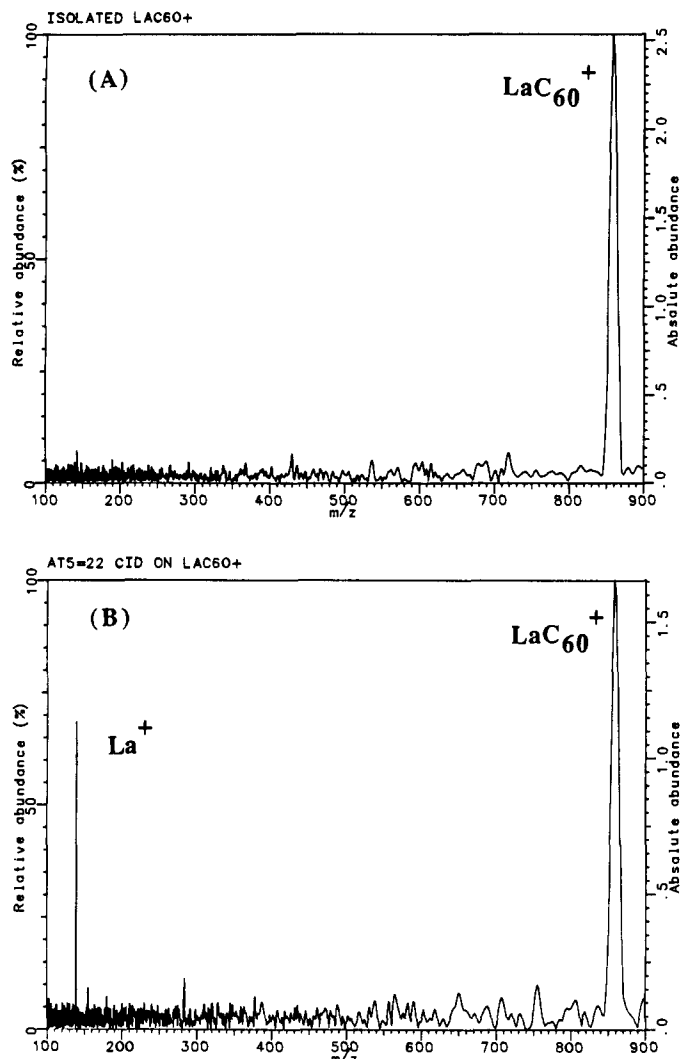 ISOLATED LAC60+
(A)
LaC60+
Relative abundance (%)
100
50
0
Absolute abundance
2.5
2.0
1.5
1.0
.5
.0
100 200 300 400 500 600 700 800 900
m/z
AT5=22 CID ON LAC60+
(B)
LaC60+
La+
Relative abundance (%)
100
50
0
Absolute abundance
1.5
1.0
.5
.0
100 200 300 400 500 600 700 800 900
m/z